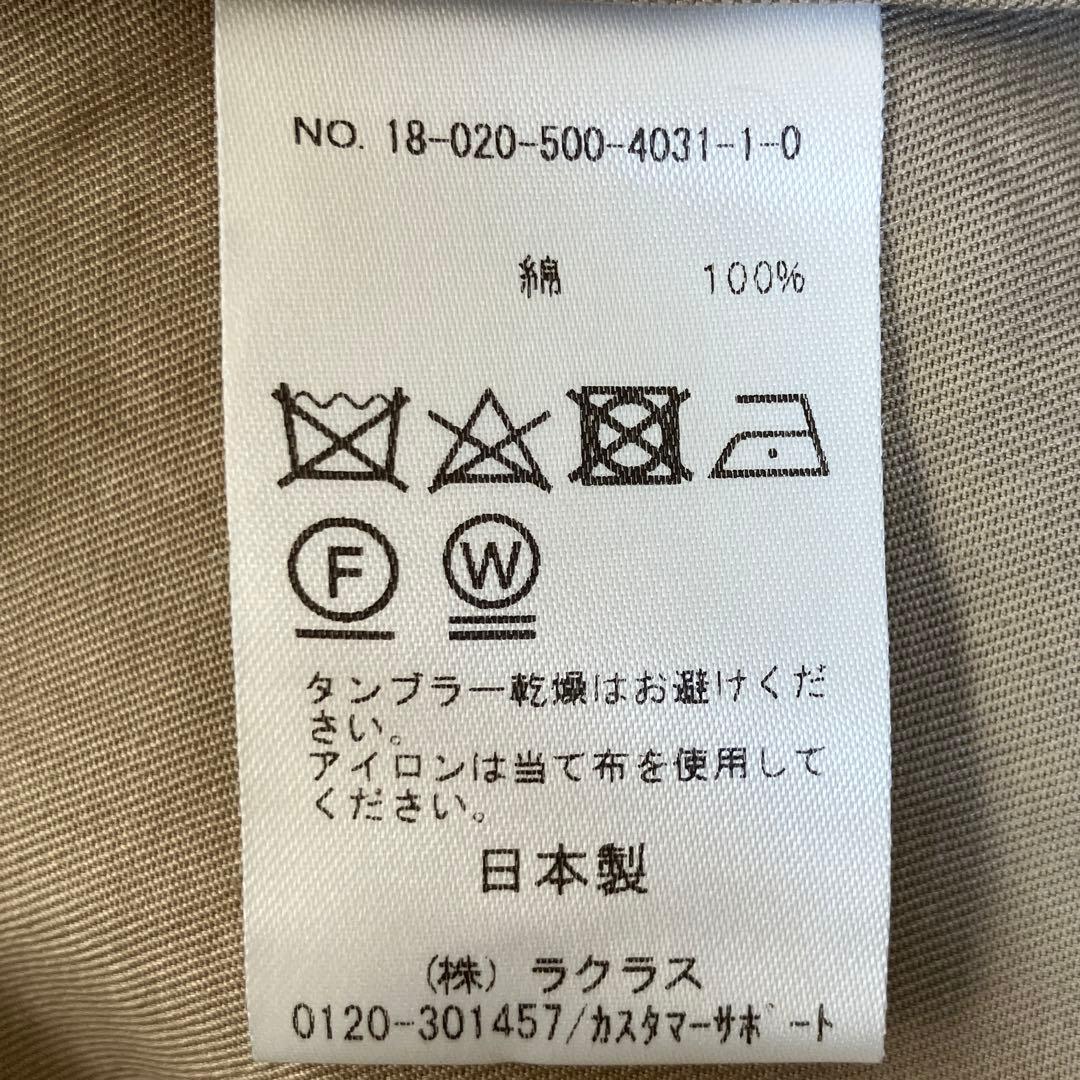 NO. 18-020-500-4031-1-0
綿 100%
F W
タンブラー乾燥はお避けくだ
さい。
アイロンは当て布を使用して
ください。
日本製
(株) ラクラス
0120-301457/カスタマーサポート